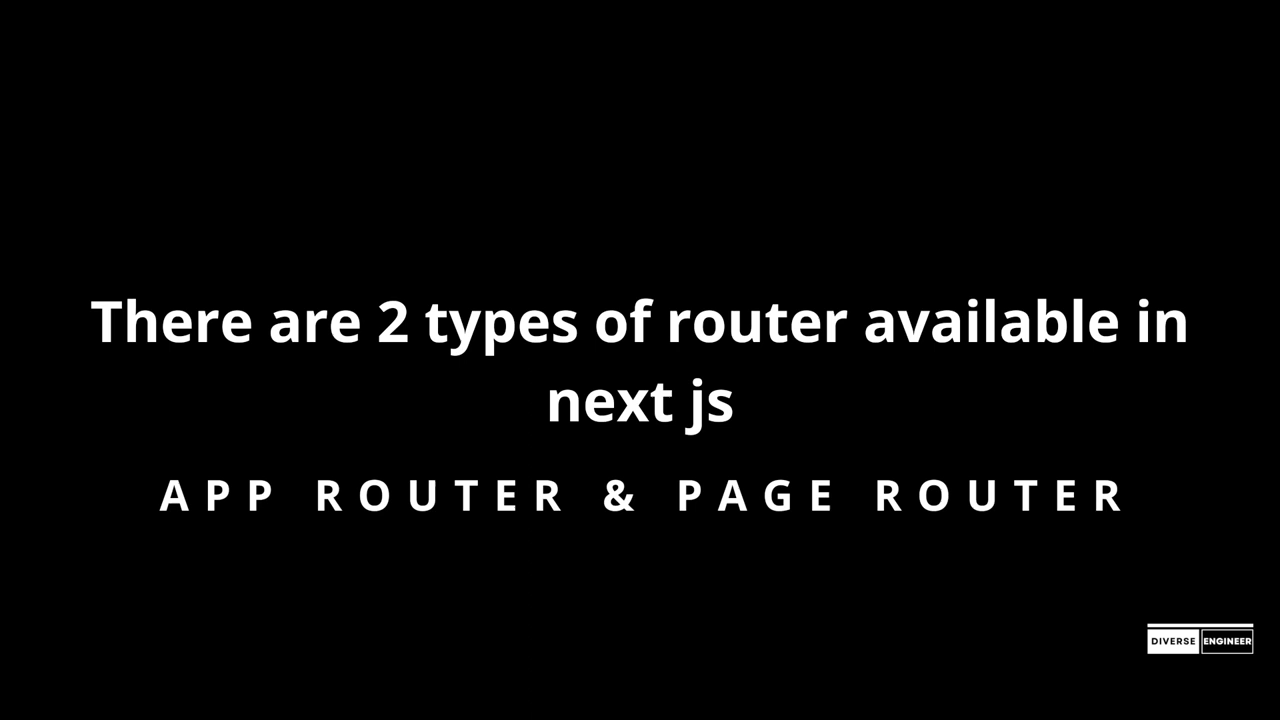 There are 2 types of router available in
next js
APP ROUTER & PAGE ROUTER
DIVERSE ENGINEER